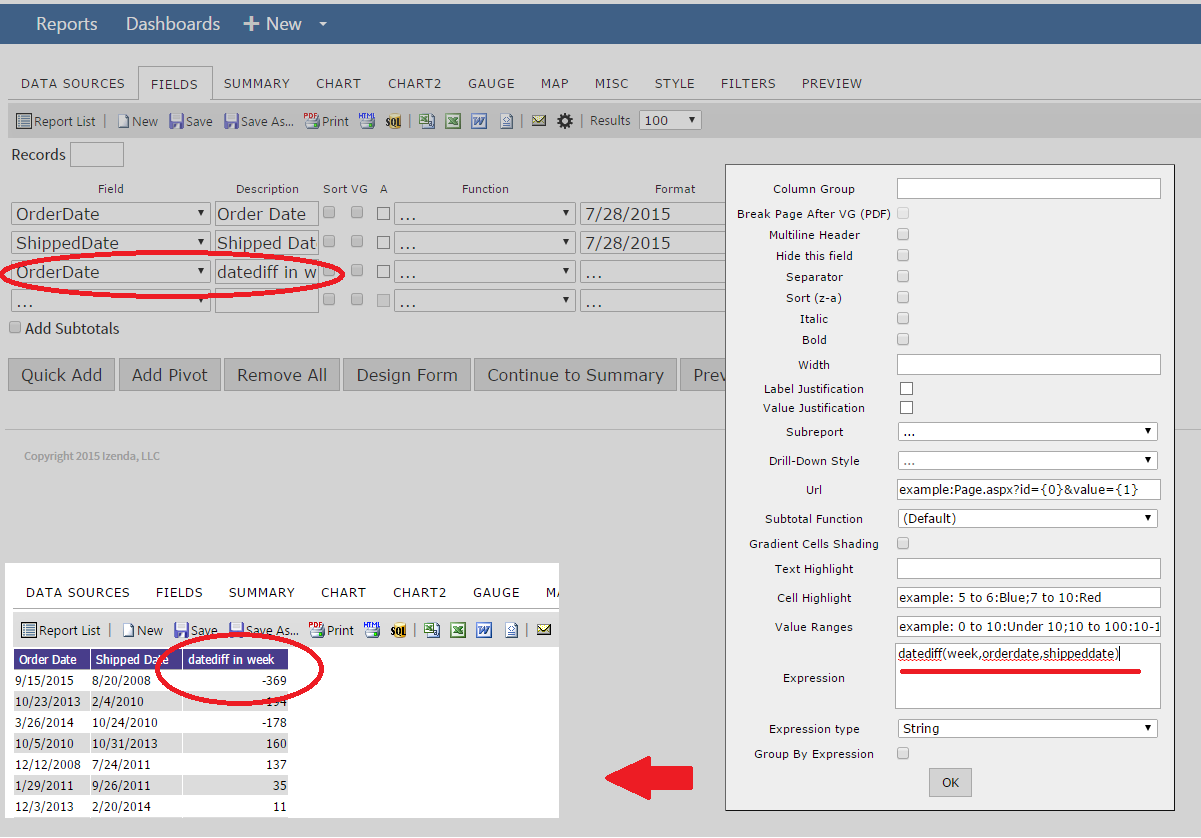 Reports Dashboards + New
DATA SOURCES FIELDS SUMMARY CHART CHART2 GAUGE MAP MISC STYLE FILTERS PREVIEW
Report List | New Save Save As... PDF Print HTML SQL | | Results 100
Records
Field Description Sort VG A Function Format
OrderDate Order Date ... 7/28/2015
ShippedDate Shipped Dat ... 7/28/2015
OrderDate datediff in w ... ...
... ... ...
Add Subtotals
Quick Add Add Pivot Remove All Design Form Continue to Summary Prev
Copyright 2015 Izenda, LLC
Column Group
Break Page After VG (PDF)
Multiline Header
Hide this field
Separator
Sort (z-a)
Italic
Bold
Width
Label Justification
Value Justification
Subreport ...
Drill-Down Style ...
Url example:Page.aspx?id={0}&value={1}
Subtotal Function (Default)
Gradient Cells Shading
Text Highlight
Cell Highlight example: 5 to 6:Blue;7 to 10:Red
Value Ranges example: 0 to 10:Under 10;10 to 100:10-1
Expression datediff(week,orderdate,shippeddate)
Expression type String
Group By Expression
OK
DATA SOURCES FIELDS SUMMARY CHART CHART2 GAUGE
Report List | New Save Save As... PDF Print HTML SQL | |
Order Date Shipped Date datediff in week
9/15/2015 8/20/2008 -369
10/23/2013 2/4/2010 -194
3/26/2014 10/24/2010 -178
10/5/2010 10/31/2013 160
12/12/2008 7/24/2011 137
1/29/2011 9/26/2011 35
12/3/2013 2/20/2014 11